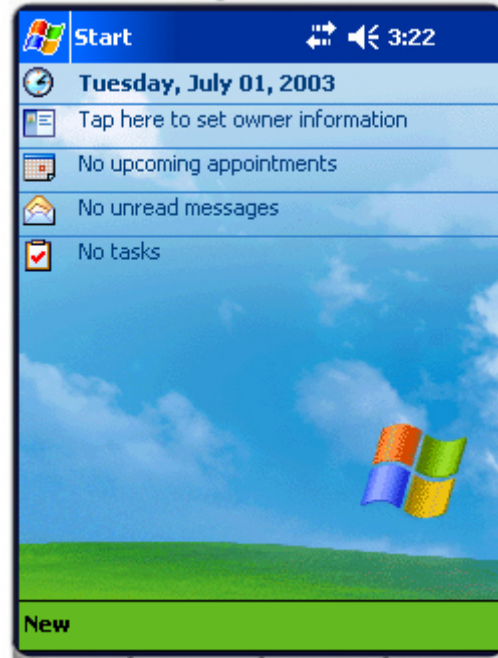 Start 3:22
Tuesday, July 01, 2003
Tap here to set owner information
No upcoming appointments
No unread messages
No tasks
New